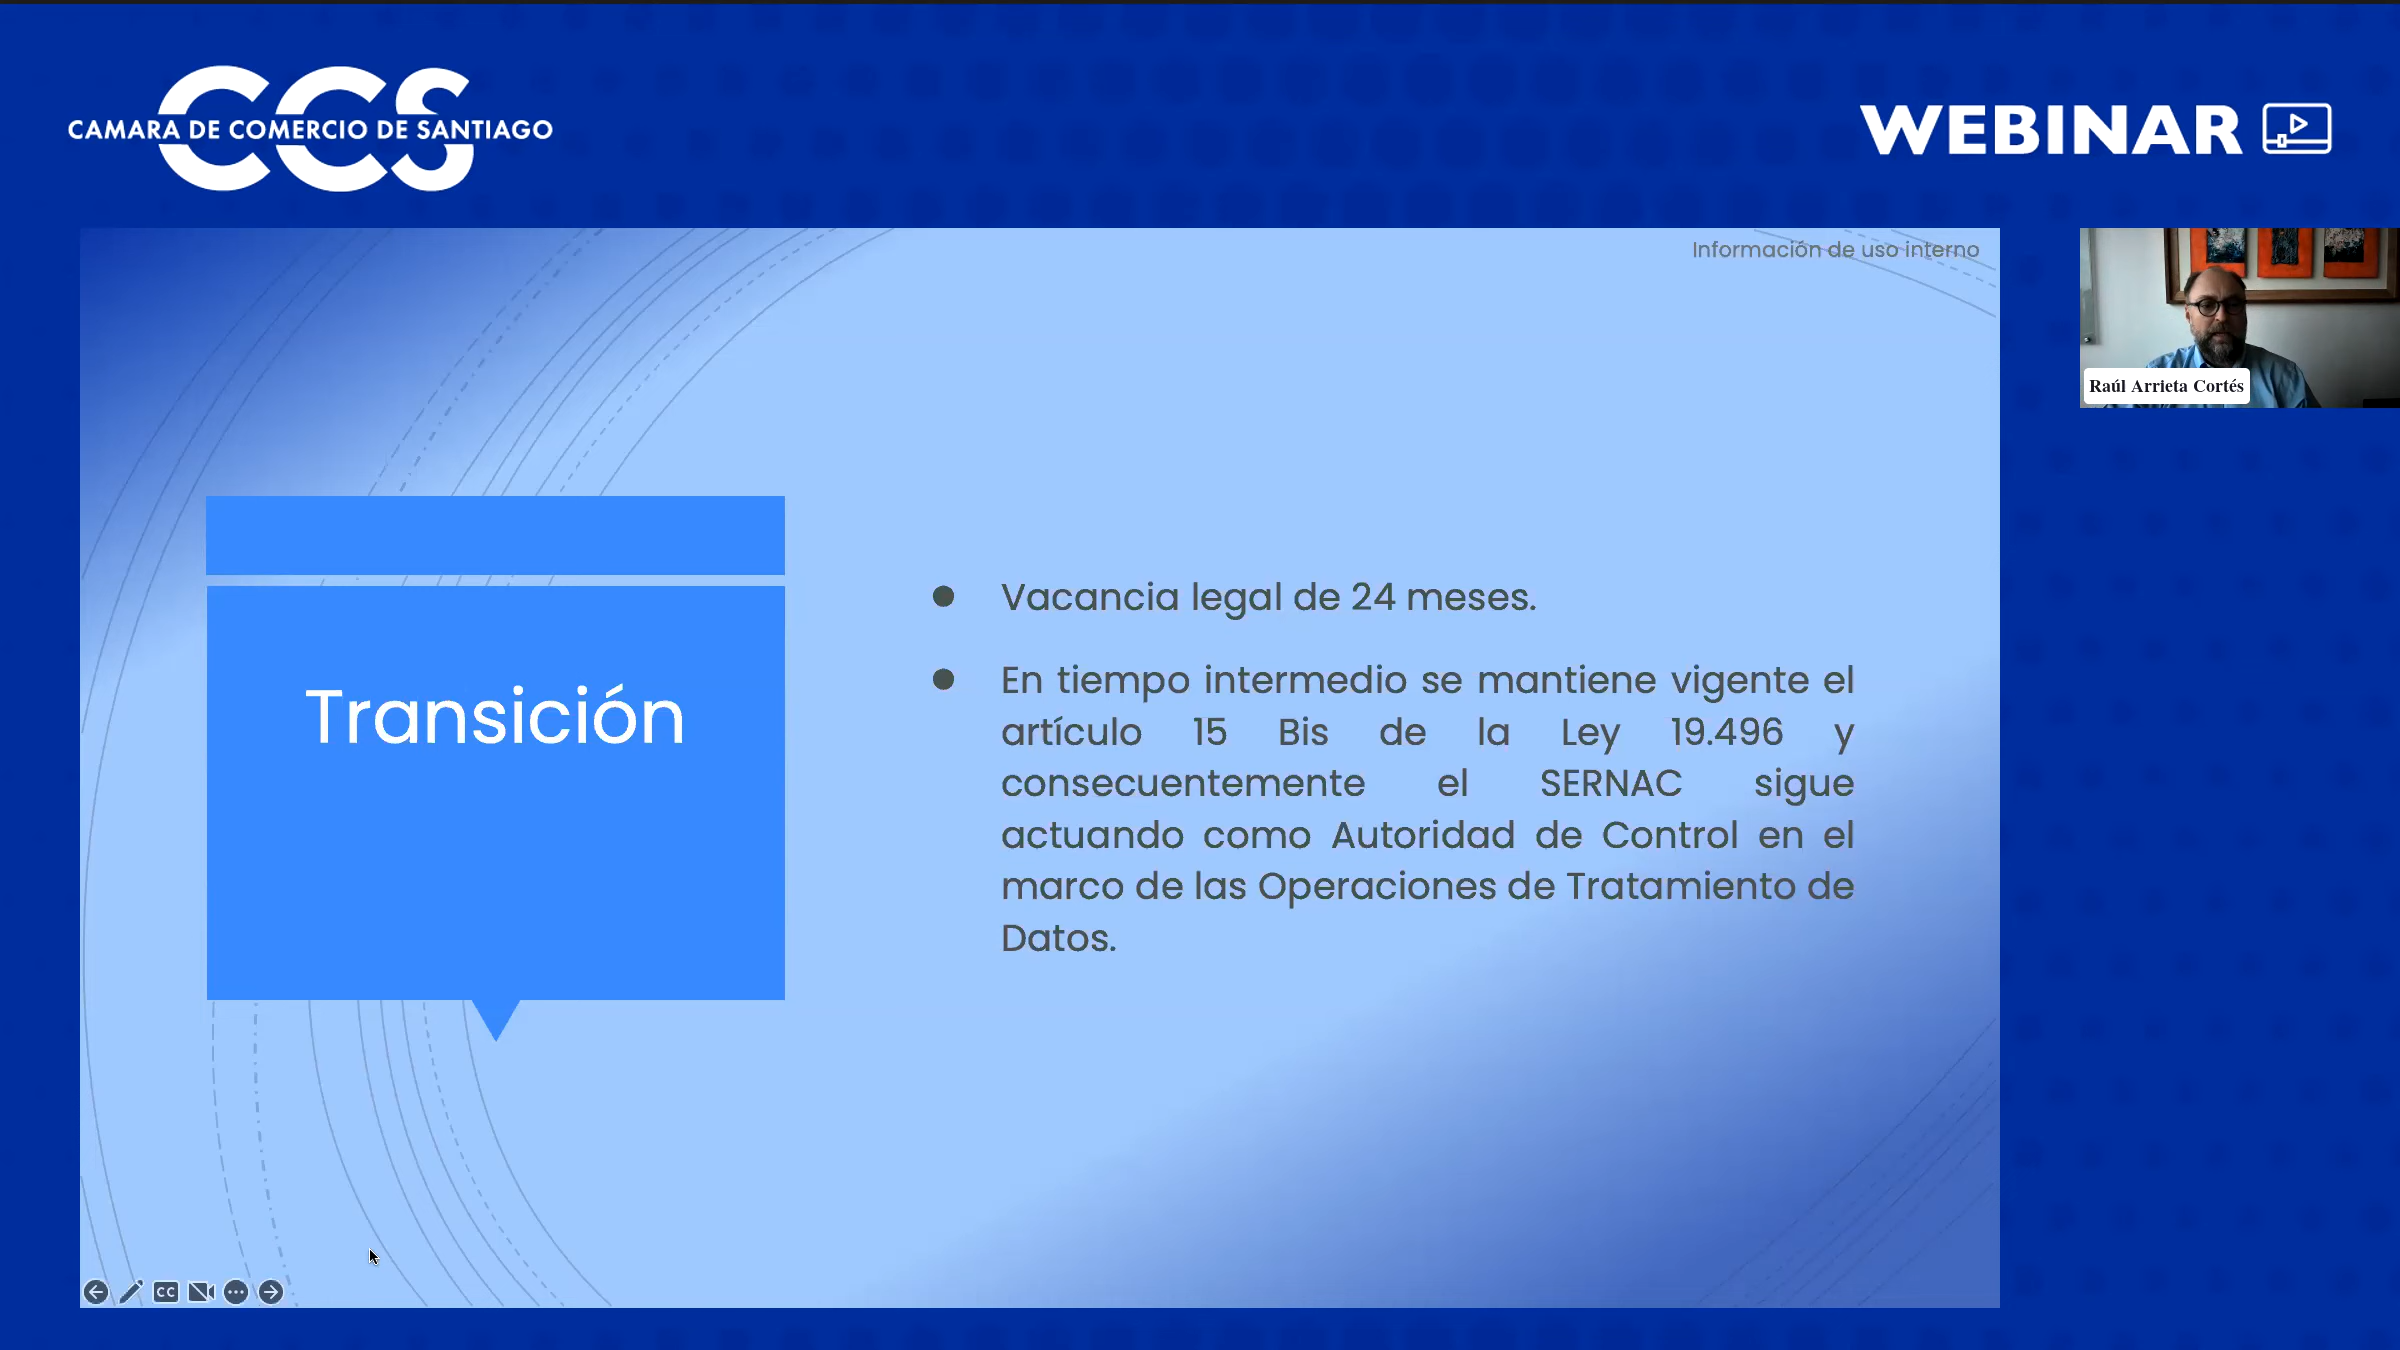 CCS
CAMARA DE COMERCIO DE SANTIAGO
WEBINAR
Información de uso interno
Raúl Arrieta Cortés
Transición
● Vacancia legal de 24 meses.
● En tiempo intermedio se mantiene vigente el
artículo 15 Bis de la Ley 19.496 y
consecuentemente el SERNAC sigue
actuando como Autoridad de Control en el
marco de las Operaciones de Tratamiento de
Datos.
CC